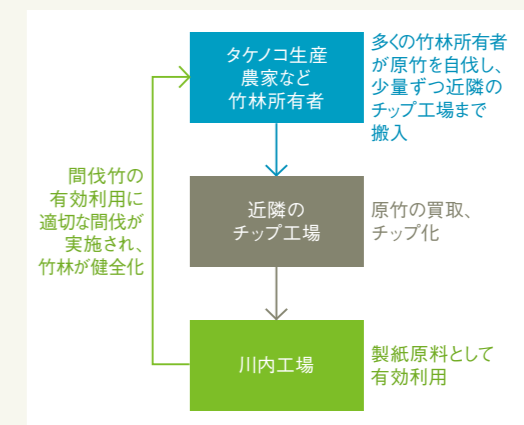 タケノコ生産
農家など
竹林所有者
多くの竹林所有者
が原竹を自伐し、
少量ずつ近隣の
チップ工場まで
搬入
間伐竹の
有効利用に
適切な間伐が
実施され、
竹林が健全化
近隣の
チップ工場
原竹の買取、
チップ化
川内工場
製紙原料として
有効利用